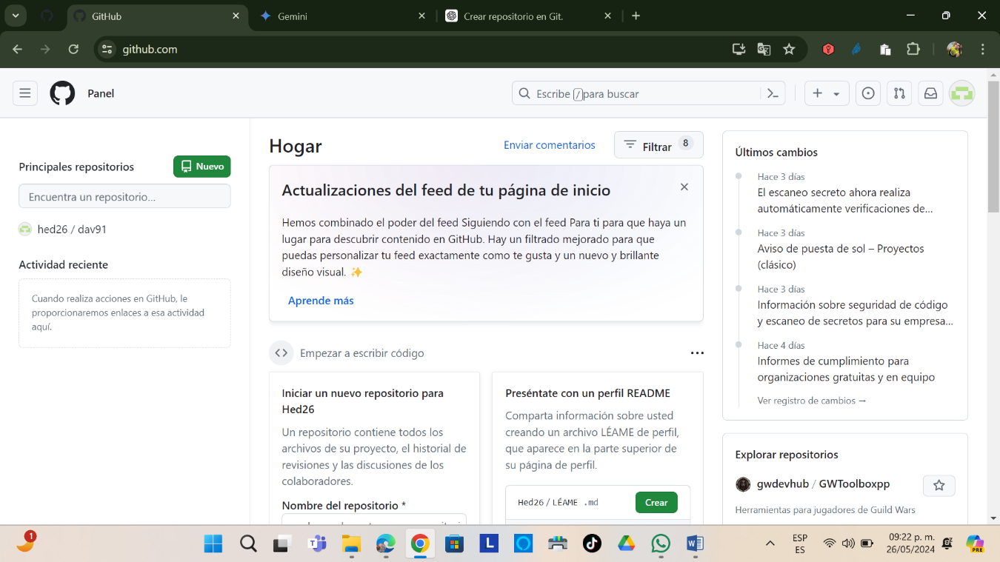 GitHub
Gemini
Crear repositorio en Git.
github.com
Panel
Escribe / para buscar
Principales repositorios
Nuevo
Encuentra un repositorio...
hed26 / dav91
Actividad reciente
Cuando realiza acciones en GitHub, le
proporcionaremos enlaces a esa actividad
aquí.
Hogar
Enviar comentarios
Filtrar 8
Actualizaciones del feed de tu página de inicio
Hemos combinado el poder del feed Siguiendo con el feed Para ti para que haya un
lugar para descubrir contenido en GitHub. Hay un filtrado mejorado para que
puedas personalizar tu feed exactamente como te gusta y un nuevo y brillante
diseño visual. ✨
Aprende más
Empezar a escribir código
Iniciar un nuevo repositorio para
Hed26
Un repositorio contiene todos los
archivos de su proyecto, el historial de
revisiones y las discusiones de los
colaboradores.
Nombre del repositorio *
Preséntate con un perfil README
Comparta información sobre usted
creando un archivo LÉAME de perfil,
que aparece en la parte superior de
su página de perfil.
Hed26 / LÉAME .md
Crear
Últimos cambios
Hace 3 días
El escaneo secreto ahora realiza
automáticamente verificaciones de...
Hace 3 días
Aviso de puesta de sol – Proyectos
(clásico)
Hace 3 días
Información sobre seguridad de código
y escaneo de secretos para su empresa...
Hace 4 días
Informes de cumplimiento para
organizaciones gratuitas y en equipo
Ver registro de cambios →
Explorar repositorios
gwdevhub / GWToolboxpp
Herramientas para jugadores de Guild Wars
1
L
PRE
ESP
ES
09:22 p. m.
26/05/2024